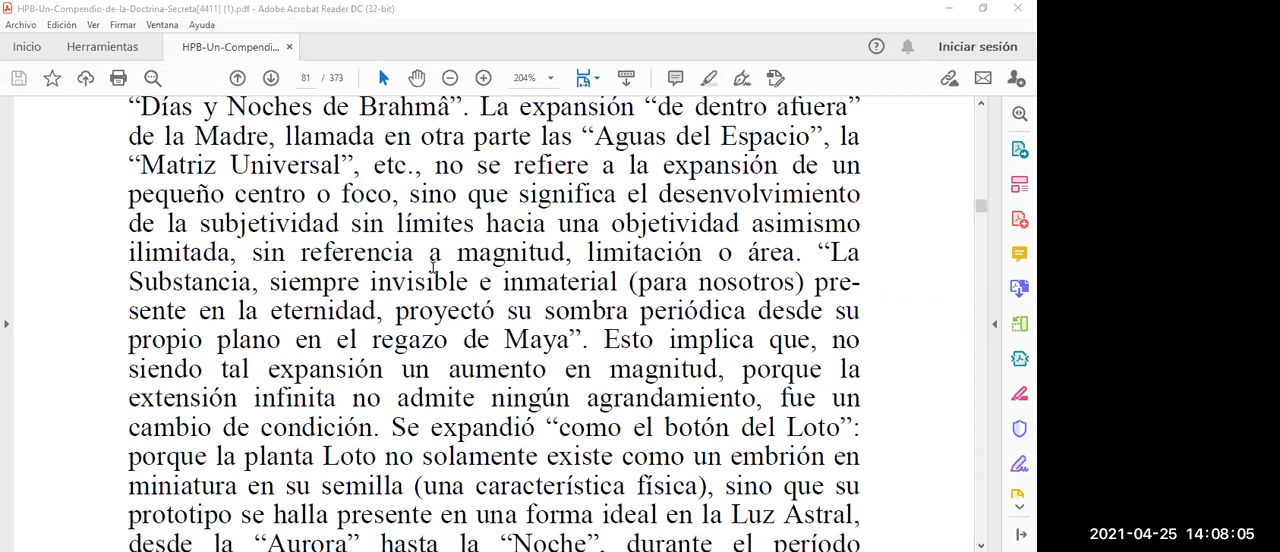 HPB-Un-Compendio-de-la-Doctrina-Secreta[4411] (1).pdf - Adobe Acrobat Reader DC (32-bit)
Archivo Edición Ver Firmar Ventana Ayuda
Inicio Herramientas HPB-Un-Compendi... × Iniciar sesión
81 / 373 204%
“Días y Noches de Brahmâ”. La expansión “de dentro afuera”
de la Madre, llamada en otra parte las “Aguas del Espacio”, la
“Matriz Universal”, etc., no se refiere a la expansión de un
pequeño centro o foco, sino que significa el desenvolvimiento
de la subjetividad sin límites hacia una objetividad asimismo
ilimitada, sin referencia a magnitud, limitación o área. “La
Substancia, siempre invisible e inmaterial (para nosotros) pre-
sente en la eternidad, proyectó su sombra periódica desde su
propio plano en el regazo de Maya”. Esto implica que, no
siendo tal expansión un aumento en magnitud, porque la
extensión infinita no admite ningún agrandamiento, fue un
cambio de condición. Se expandió “como el botón del Loto”:
porque la planta Loto no solamente existe como un embrión en
miniatura en su semilla (una característica física), sino que su
prototipo se halla presente en una forma ideal en la Luz Astral,
desde la “Aurora” hasta la “Noche”, durante el período
2021-04-25 14:08:05